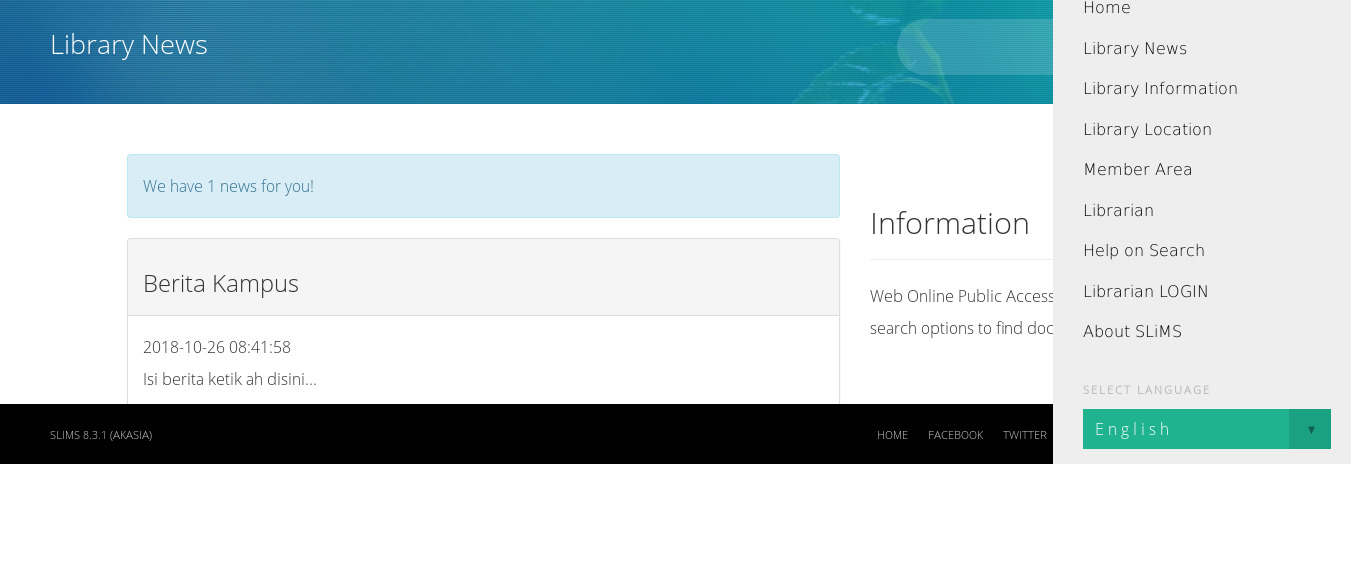 Library News
We have 1 news for you!
Berita Kampus
2018-10-26 08:41:58
Isi berita ketik ah disini...
Information
Web Online Public Access
search options to find doc
SLIMS 8.3.1 (AKASIA)
HOME FACEBOOK TWITTER
Home
Library News
Library Information
Library Location
Member Area
Librarian
Help on Search
Librarian LOGIN
About SLiMS
SELECT LANGUAGE
English